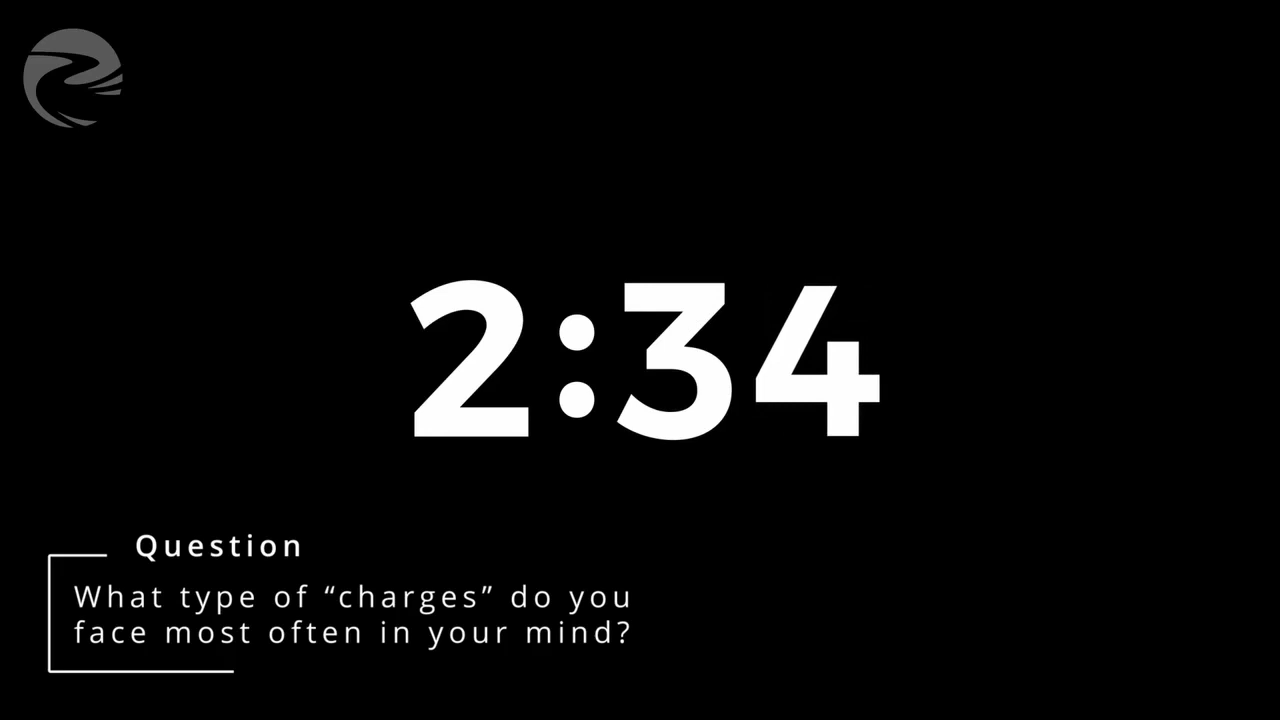 2:34
Question
What type of “charges” do you
face most often in your mind?